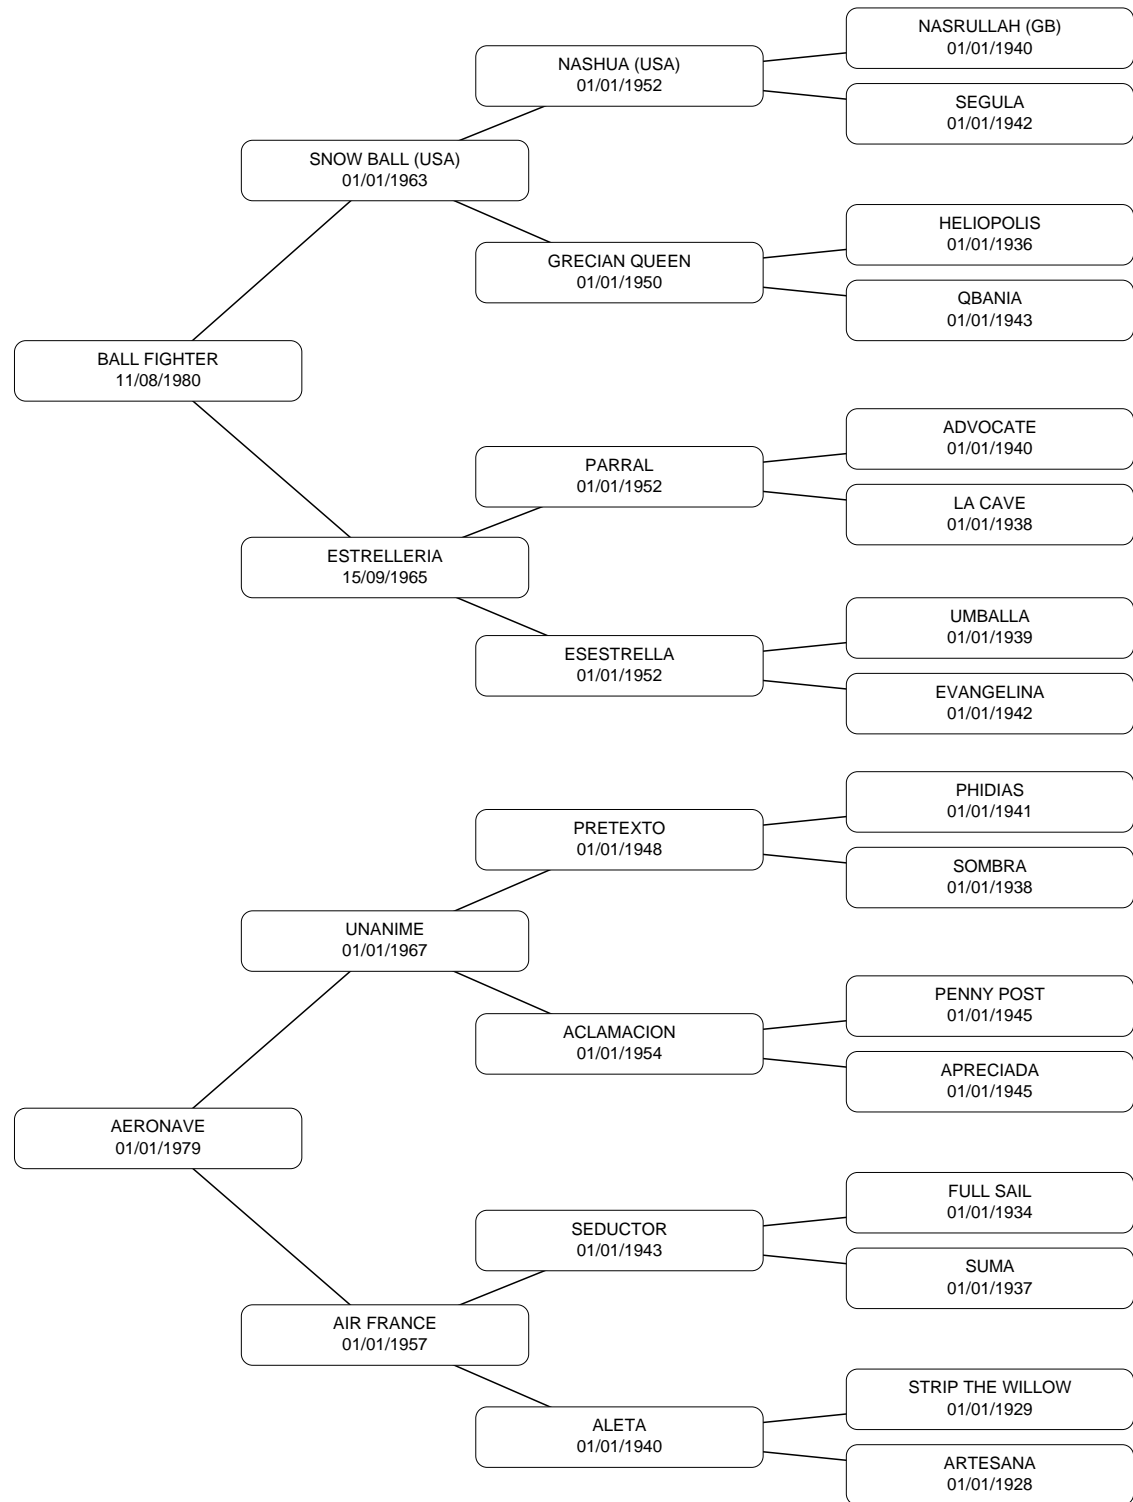 NASRULLAH (GB)
01/01/1940
NASHUA (USA)
01/01/1952
SEGULA
01/01/1942
SNOW BALL (USA)
01/01/1963
HELIOPOLIS
01/01/1936
GRECIAN QUEEN
01/01/1950
QBANIA
01/01/1943
BALL FIGHTER
11/08/1980
ADVOCATE
01/01/1940
PARRAL
01/01/1952
LA CAVE
01/01/1938
ESTRELLERIA
15/09/1965
UMBALLA
01/01/1939
ESESTRELLA
01/01/1952
EVANGELINA
01/01/1942
PHIDIAS
01/01/1941
PRETEXTO
01/01/1948
SOMBRA
01/01/1938
UNANIME
01/01/1967
PENNY POST
01/01/1945
ACLAMACION
01/01/1954
APRECIADA
01/01/1945
AERONAVE
01/01/1979
FULL SAIL
01/01/1934
SEDUCTOR
01/01/1943
SUMA
01/01/1937
AIR FRANCE
01/01/1957
STRIP THE WILLOW
01/01/1929
ALETA
01/01/1940
ARTESANA
01/01/1928